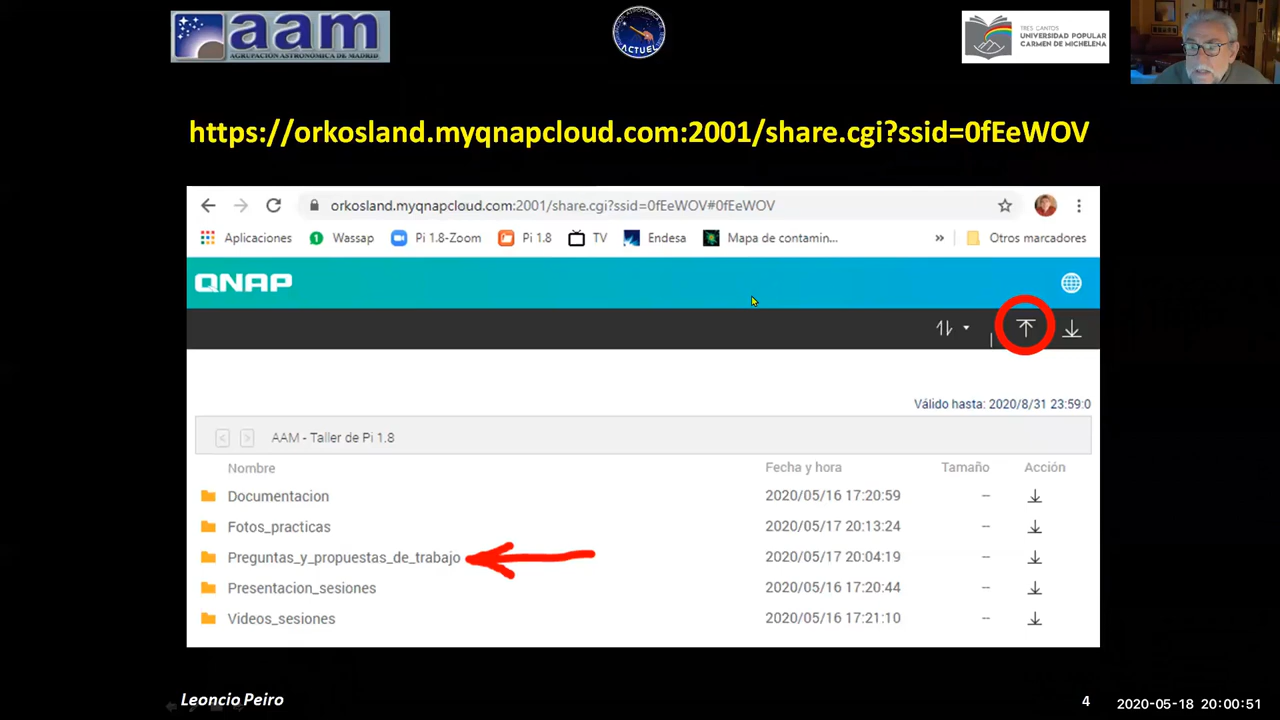 aam
AGRUPACIÓN ASTRONÓMICA DE MADRID
ACTUEL
TRES CANTOS
UNIVERSIDAD POPULAR
CARMEN DE MICHELENA
https://orkosland.myqnapcloud.com:2001/share.cgi?ssid=0fEeWOV
orkosland.myqnapcloud.com:2001/share.cgi?ssid=0fEeWOV#0fEeWOV
Aplicaciones 1 Wassap Pi 1.8-Zoom Pi 1.8 TV Endesa Mapa de contamin... » Otros marcadores
QNAP
Válido hasta: 2020/8/31 23:59:0
< > AAM - Taller de Pi 1.8
Nombre Fecha y hora Tamaño Acción
Documentacion 2020/05/16 17:20:59 --
Fotos_practicas 2020/05/17 20:13:24 --
Preguntas_y_propuestas_de_trabajo 2020/05/17 20:04:19 --
Presentacion_sesiones 2020/05/16 17:20:44 --
Videos_sesiones 2020/05/16 17:21:10 --
Leoncio Peiro 4 2020-05-18 20:00:51